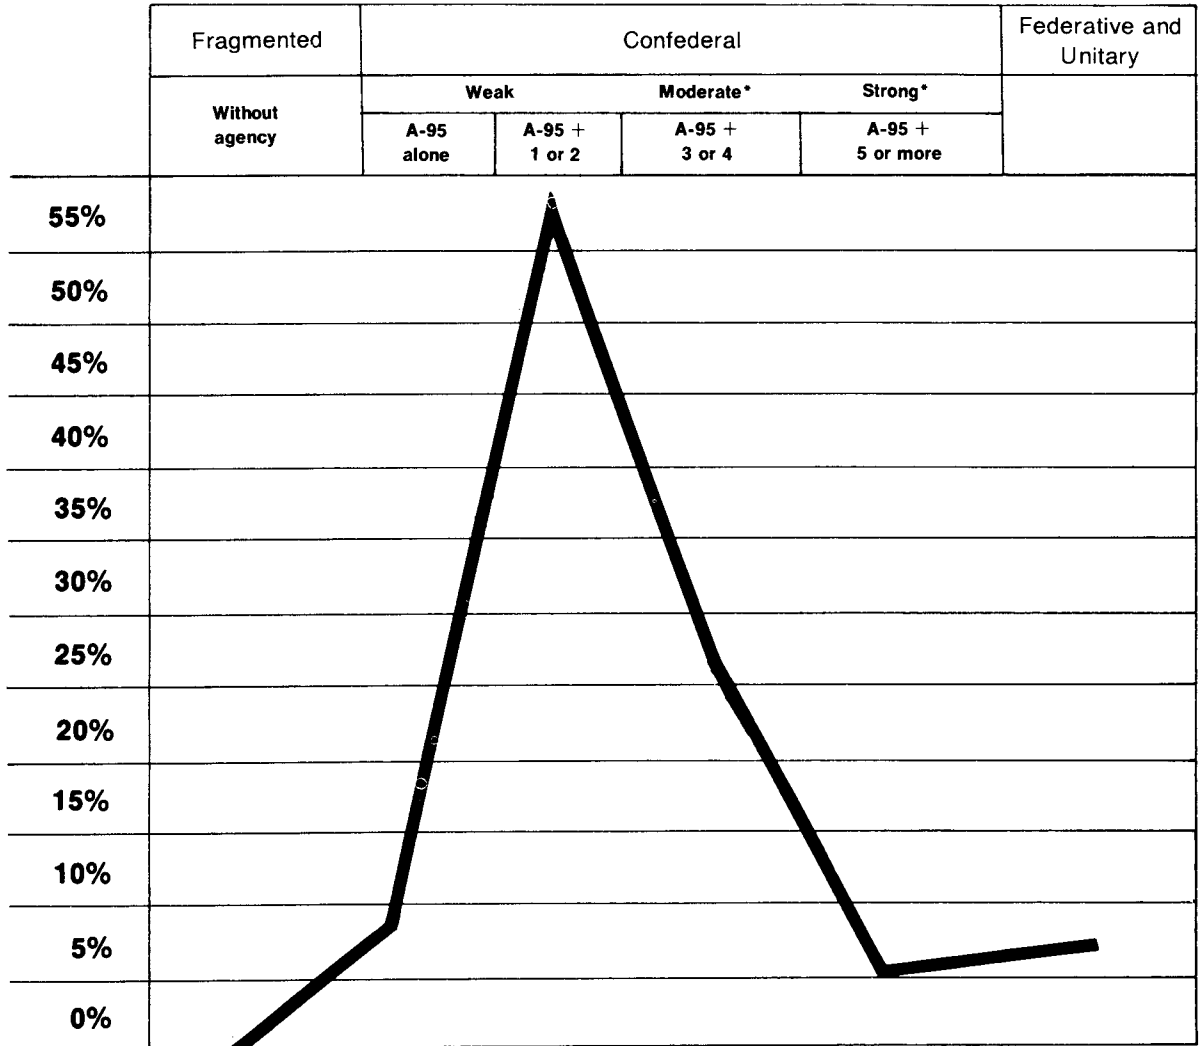 Fragmented
Confederal
Federative and
Unitary
Without
agency
Weak
Moderate*
Strong*
A-95
alone
A-95 +
1 or 2
A-95 +
3 or 4
A-95 +
5 or more
55%
50%
45%
40%
35%
30%
25%
20%
15%
10%
5%
0%